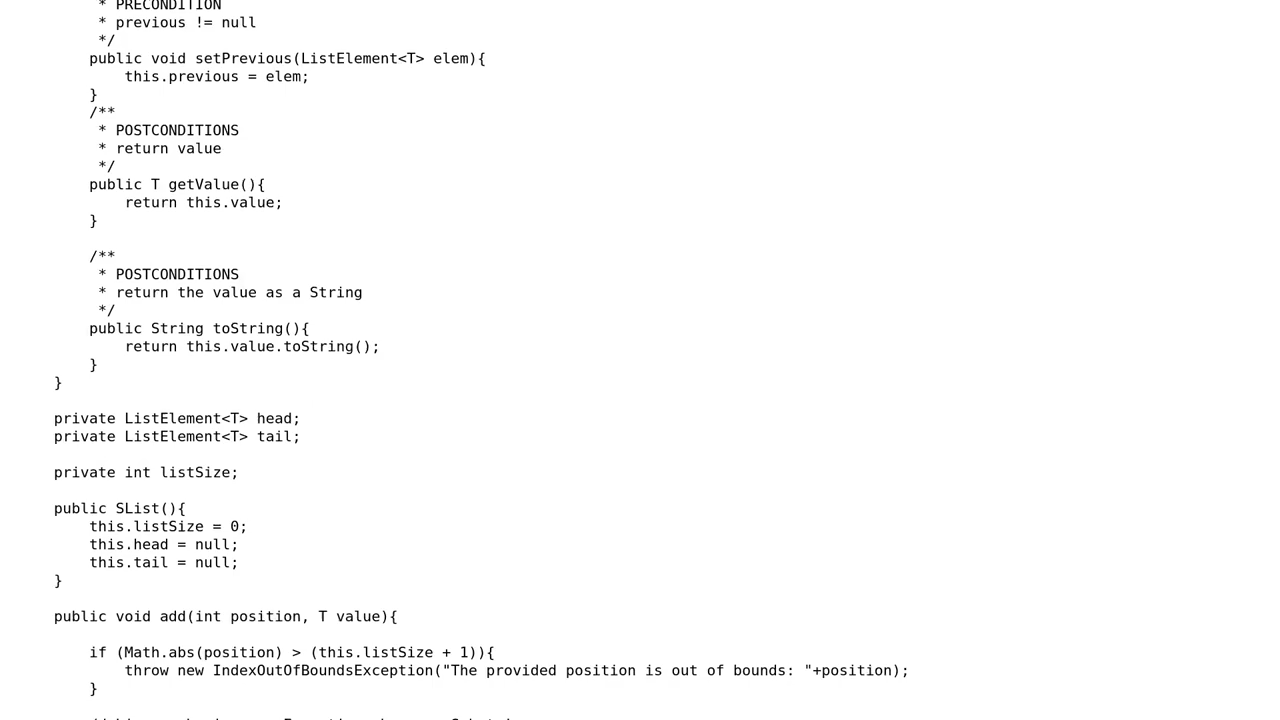 * PRECONDITION
     * previous != null
     */
    public void setPrevious(ListElement<T> elem){
        this.previous = elem;
    }
    /**
     * POSTCONDITIONS
     * return value
     */
    public T getValue(){
        return this.value;
    }

    /**
     * POSTCONDITIONS
     * return the value as a String
     */
    public String toString(){
        return this.value.toString();
    }
}

private ListElement<T> head;
private ListElement<T> tail;

private int listSize;

public SList(){
    this.listSize = 0;
    this.head = null;
    this.tail = null;
}

public void add(int position, T value){

    if (Math.abs(position) > (this.listSize + 1)){
        throw new IndexOutOfBoundsException("The provided position is out of bounds: "+position);
    }